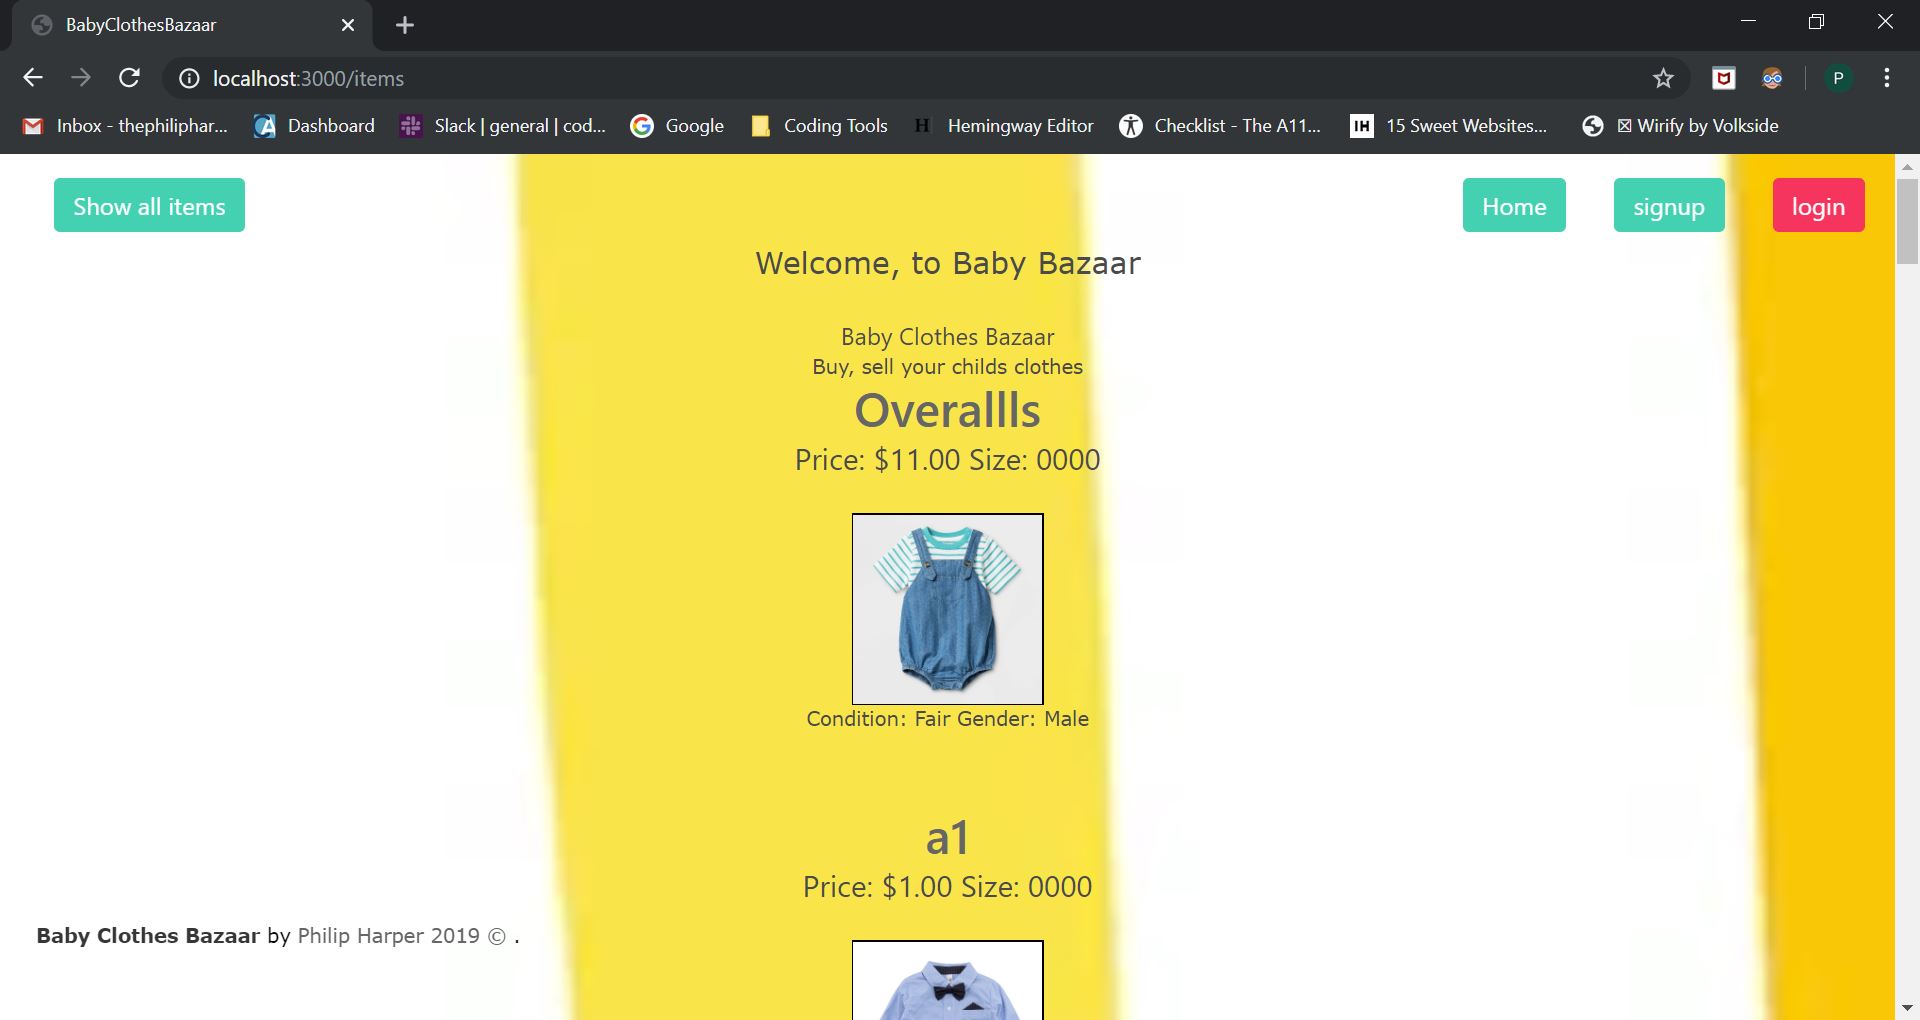 BabyClothesBazaar
localhost:3000/items
Inbox - thephiliphar... Dashboard Slack | general | cod... Google Coding Tools H Hemingway Editor Checklist - The A11... IH 15 Sweet Websites... ☒ Wirify by Volkside
P
Show all items Home signup login
Welcome, to Baby Bazaar
Baby Clothes Bazaar
Buy, sell your childs clothes
Overallls
Price: $11.00 Size: 0000
Condition: Fair Gender: Male
a1
Price: $1.00 Size: 0000
Baby Clothes Bazaar by Philip Harper 2019 © .